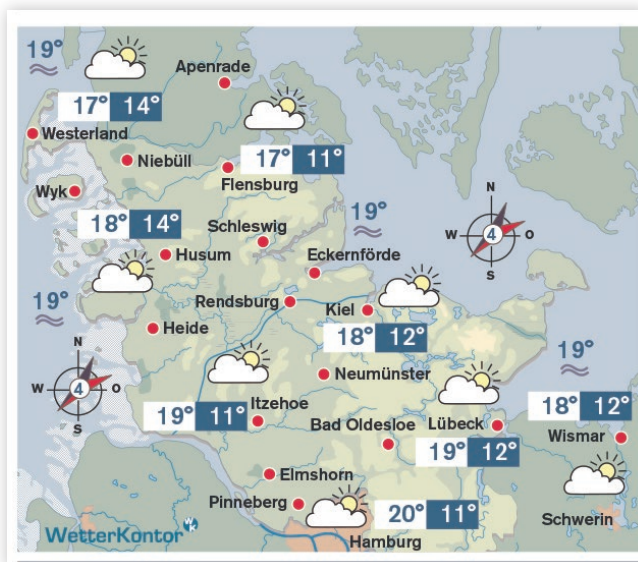 19°
Apenrade
17° 14°
Westerland
Niebüll
17° 11°
Flensburg
Wyk
18° 14°
Schleswig
19°
N
W 4 O
S
Husum
Eckernförde
19°
Rendsburg
Kiel
Heide
18° 12°
N
W 4 O
S
19°
Neumünster
Itzehoe
19° 11°
Bad Oldesloe
Lübeck
18° 12°
Wismar
19° 12°
Elmshorn
Pinneberg
20° 11°
Schwerin
WetterKontor
Hamburg